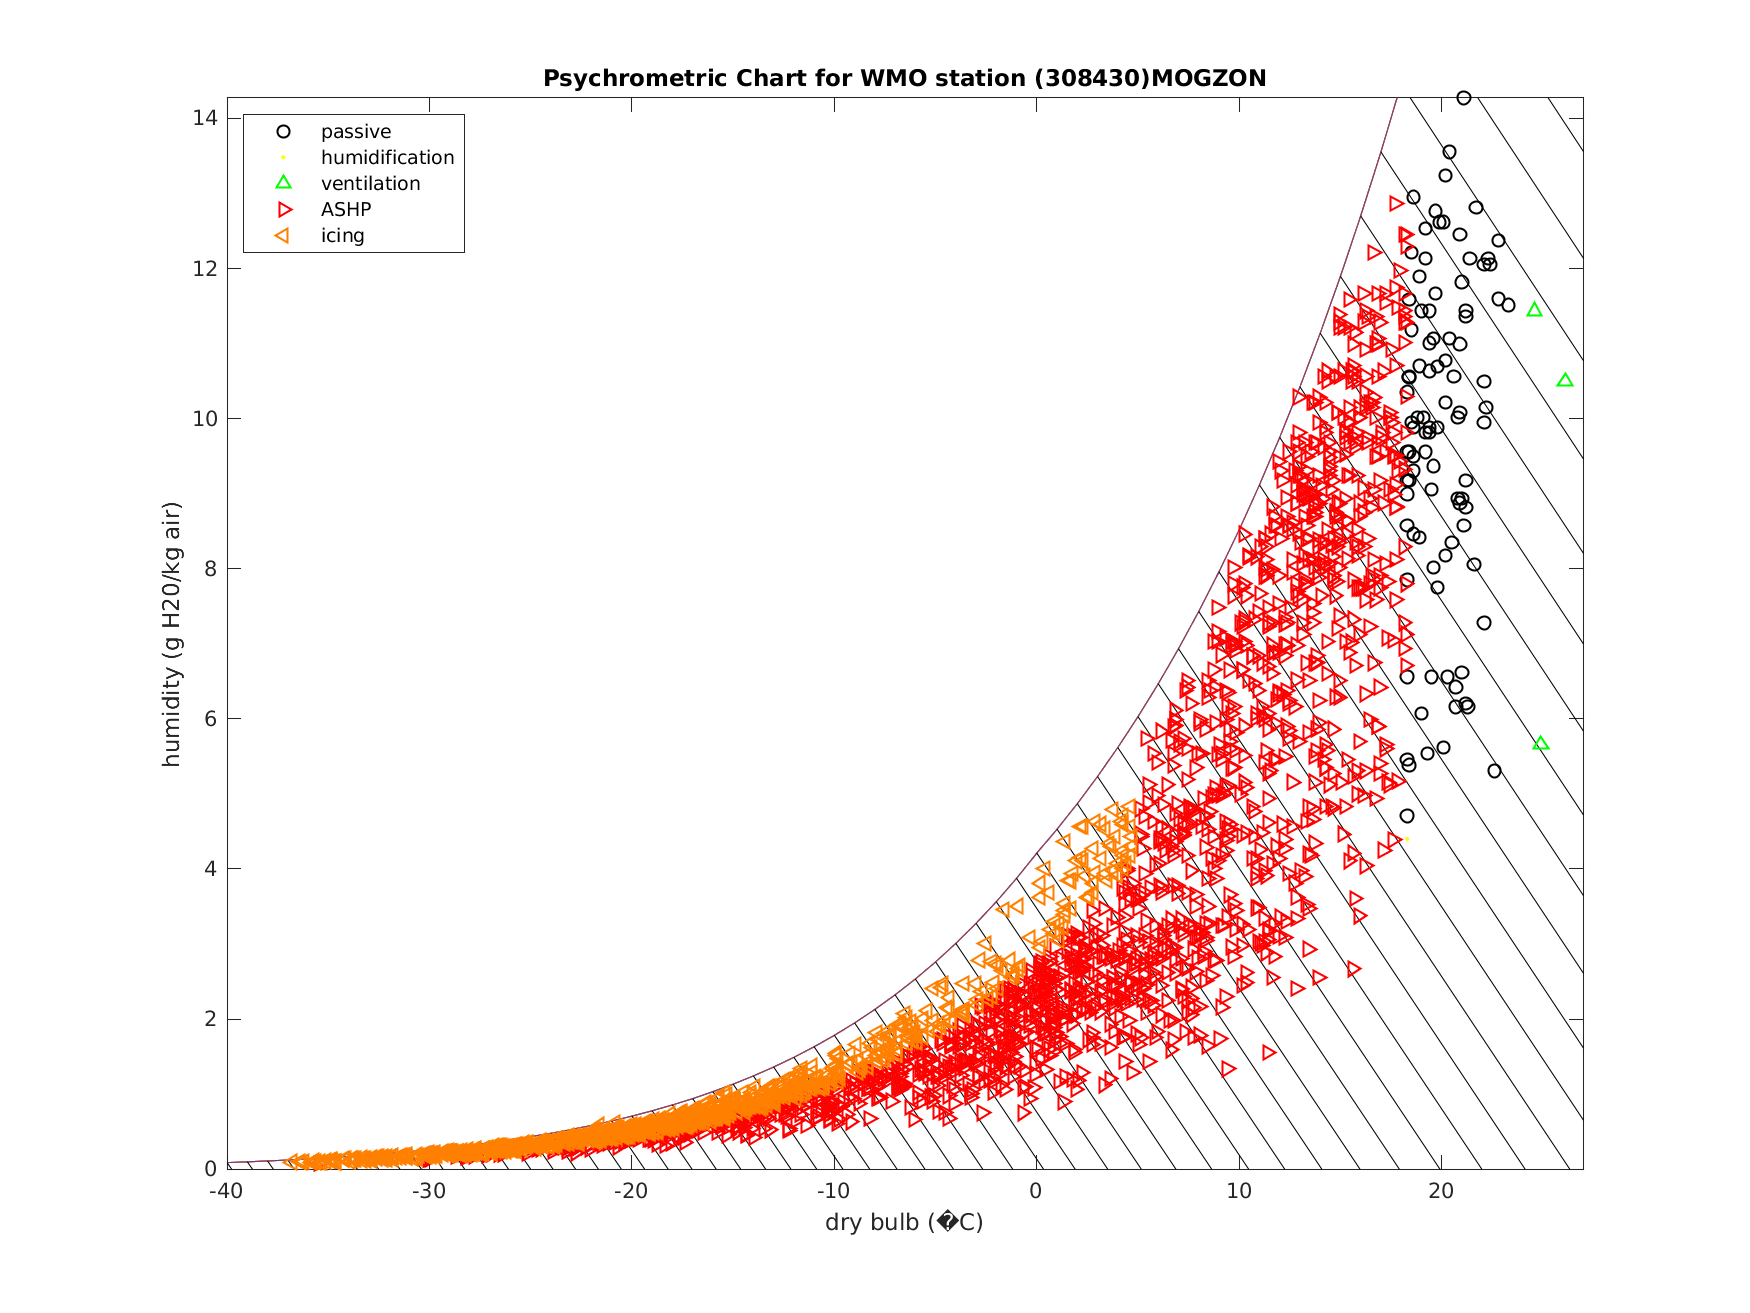 Psychrometric Chart for WMO station (308430)MOGZON
passive
humidification
ventilation
ASHP
icing
14
12
10
8
6
4
2
0
humidity (g H20/kg air)
-40 -30 -20 -10 0 10 20
dry bulb (�C)